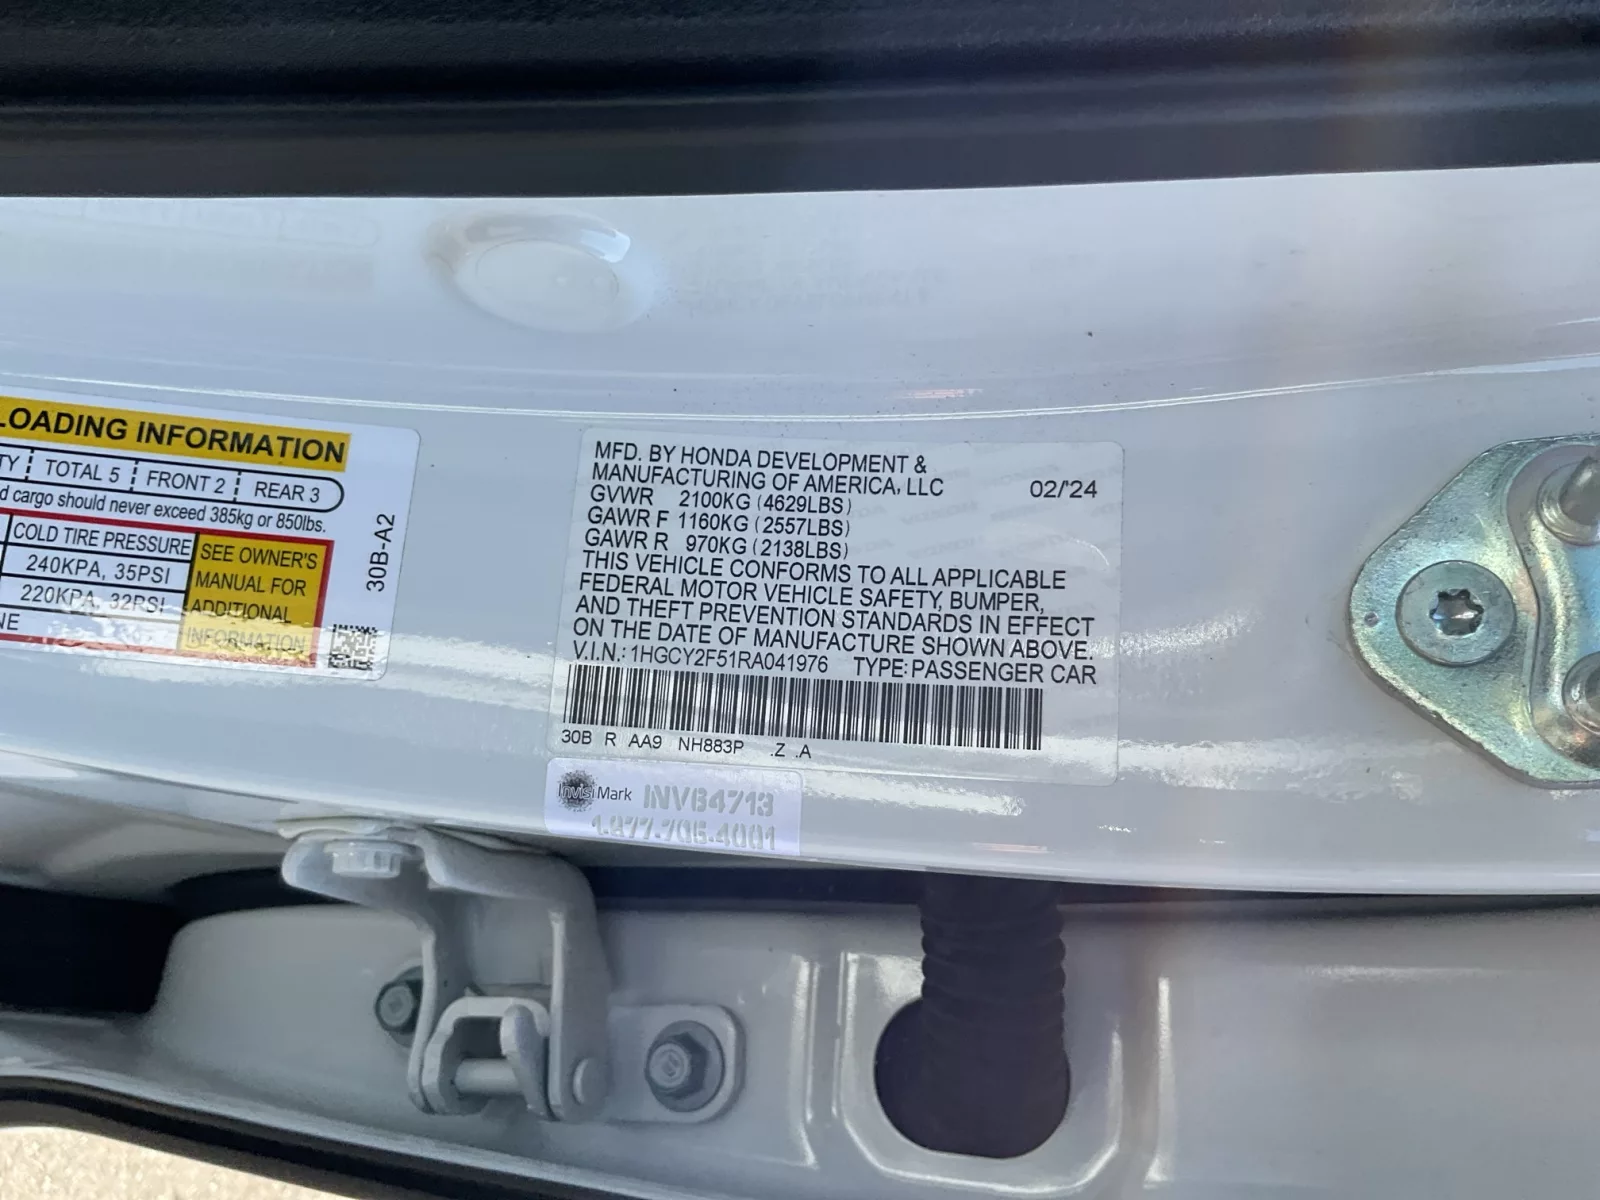 LOADING INFORMATION
TY TOTAL 5 FRONT 2 REAR 3
d cargo should never exceed 385kg or 850lbs.
COLD TIRE PRESSURE
240KPA, 35PSI
220KPA, 32PSI
NE
SEE OWNER'S
MANUAL FOR
ADDITIONAL
INFORMATION
30B-A2
MFD. BY HONDA DEVELOPMENT &
MANUFACTURING OF AMERICA, LLC 02/'24
GVWR 2100KG (4629LBS)
GAWR F 1160KG (2557LBS)
GAWR R 970KG (2138LBS)
THIS VEHICLE CONFORMS TO ALL APPLICABLE
FEDERAL MOTOR VEHICLE SAFETY, BUMPER,
AND THEFT PREVENTION STANDARDS IN EFFECT
ON THE DATE OF MANUFACTURE SHOWN ABOVE.
V.I.N.: 1HGCY2F51RA041976 TYPE: PASSENGER CAR
30B R AA9 NH883P .Z .A
InvisiMark INV64713
1.877.706.4001